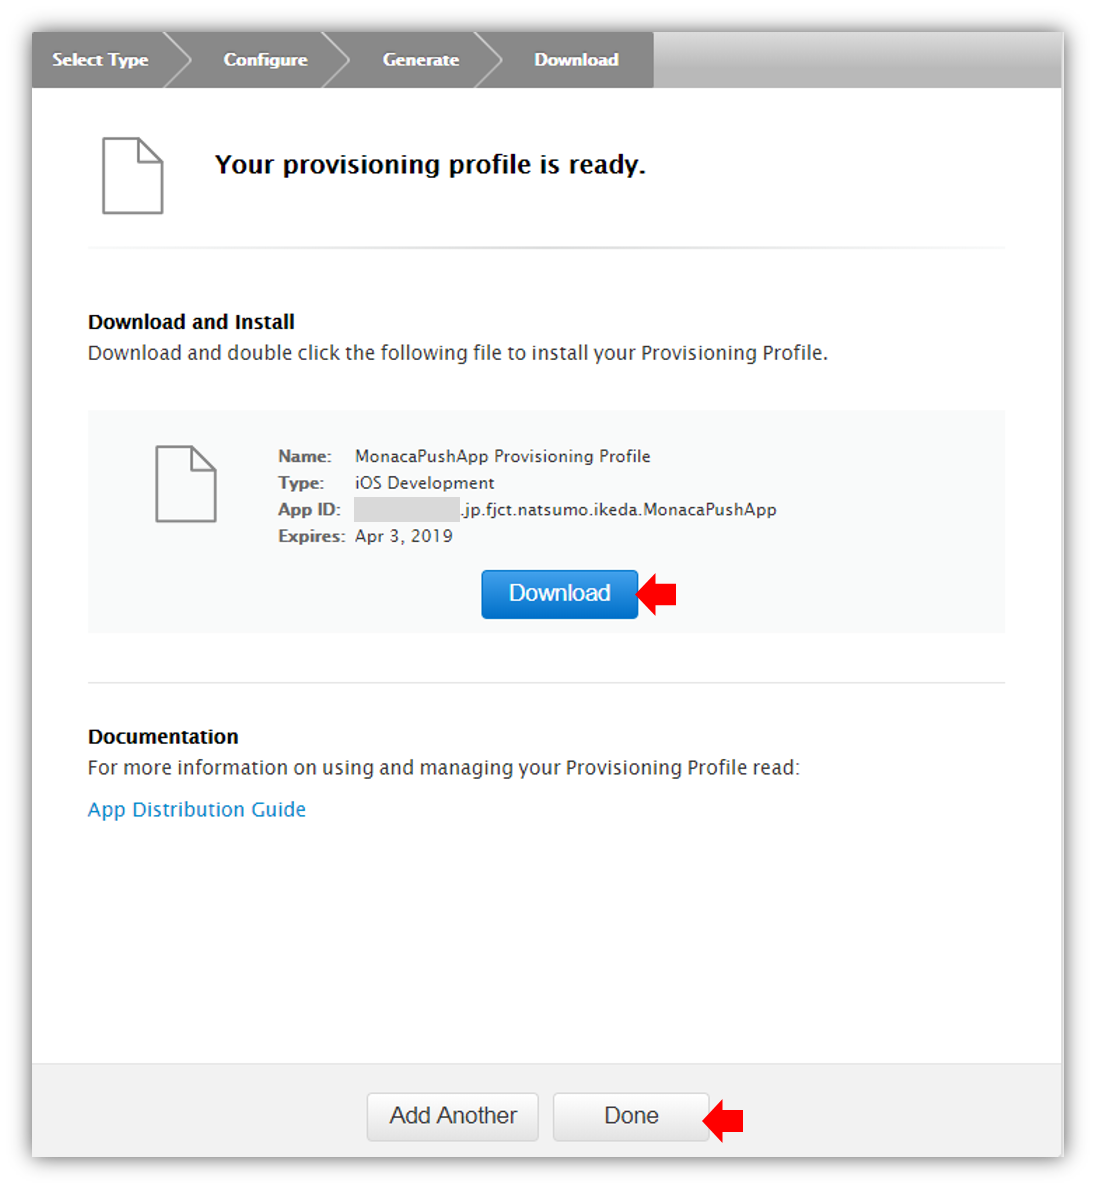 Select Type
Configure
Generate
Download
Your provisioning profile is ready.
Download and Install
Download and double click the following file to install your Provisioning Profile.
Name: MonacaPushApp Provisioning Profile
Type: iOS Development
App ID: .jp.fjct.natsumo.ikeda.MonacaPushApp
Expires: Apr 3, 2019
Download
Documentation
For more information on using and managing your Provisioning Profile read:
App Distribution Guide
Add Another
Done